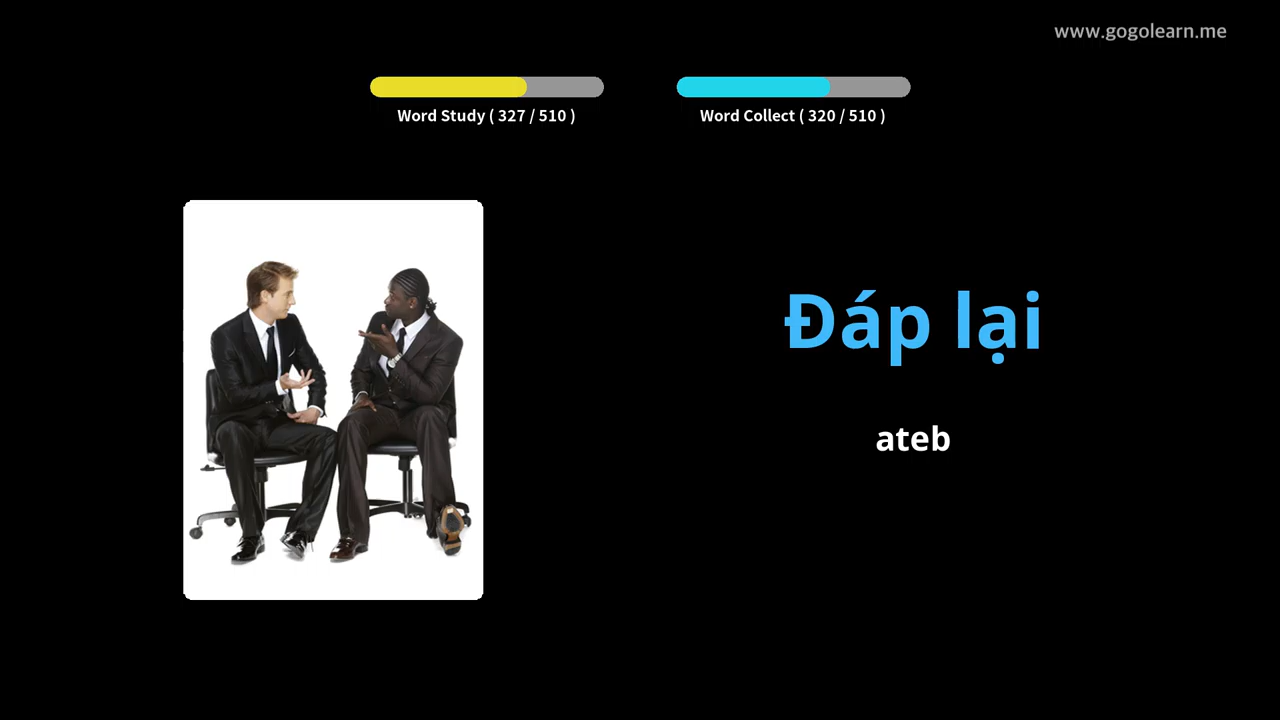 www.gogolearn.me
Word Study ( 327 / 510 )
Word Collect ( 320 / 510 )
Đáp lại
ateb